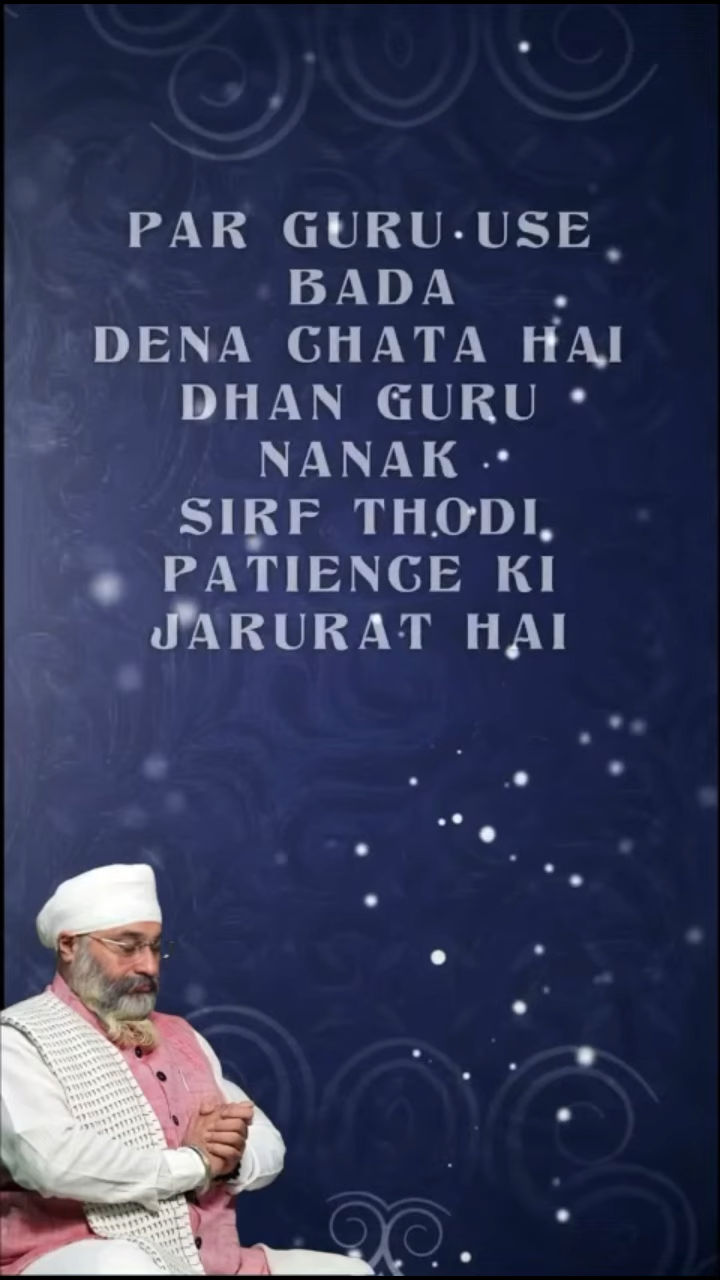 PAR GURU USE
BADA
DENA CHATA HAI
DHAN GURU
NANAK
SIRF THODI
PATIENCE KI
JARURAT HAI